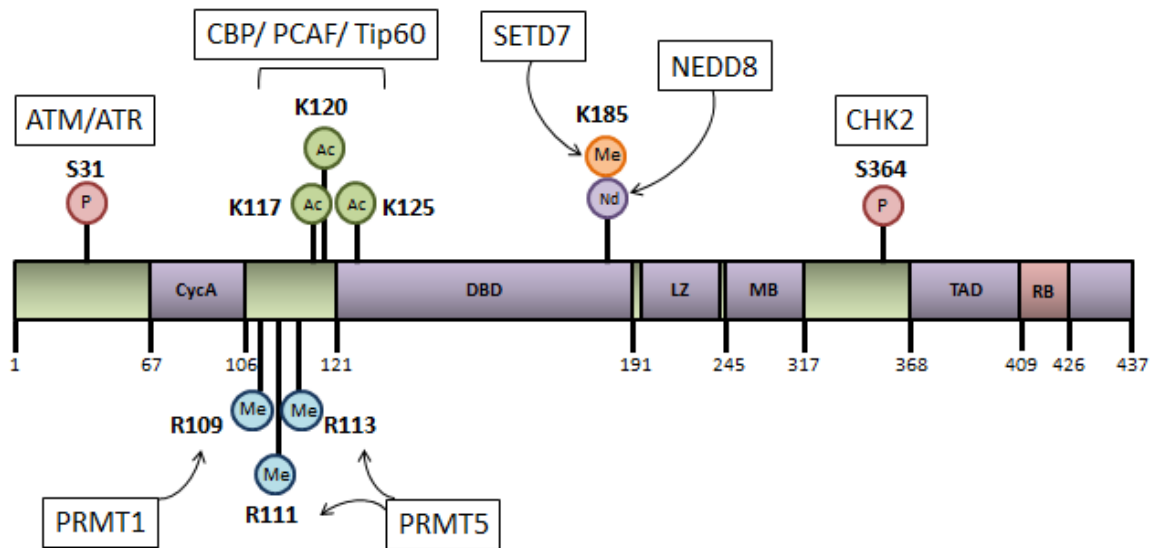 CBP/ PCAF/ Tip60
SETD7
NEDD8
ATM/ATR
K120
K185
CHK2
S31
Ac
Me
S364
P
K117
Ac
Ac
K125
Nd
P
CycA
DBD
LZ
MB
TAD
RB
1
67
106
121
191
245
317
368
409
426
437
Me
Me
R109
R113
Me
R111
PRMT1
PRMT5